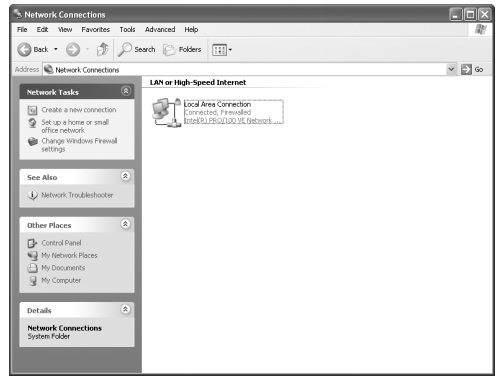 Network Connections
File Edit View Favorites Tools Advanced Help
Back Search Folders
Address Network Connections Go
Network Tasks
Create a new connection
Set up a home or small
office network
Change Windows Firewall
settings
See Also
Network Troubleshooter
Other Places
Control Panel
My Network Places
My Documents
My Computer
Details
Network Connections
System Folder
LAN or High-Speed Internet
Local Area Connection
Connected, Firewalled
Intel(R) PRO/100 VE Network ...